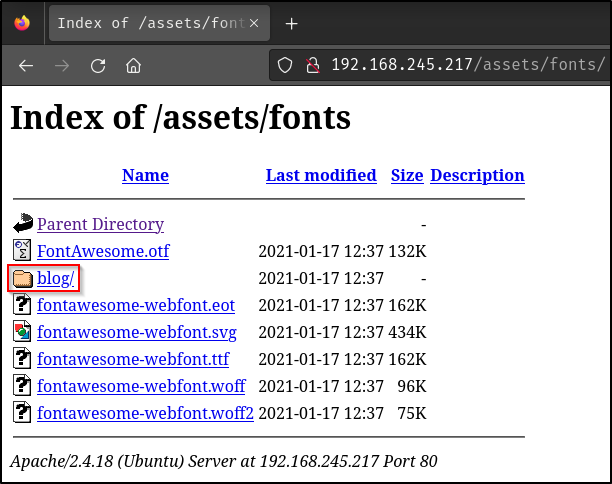 Index of /assets/font
192.168.245.217/assets/fonts/
Index of /assets/fonts
Name Last modified Size Description
Parent Directory -
FontAwesome.otf 2021-01-17 12:37 132K
blog/ 2021-01-17 12:37 -
fontawesome-webfont.eot 2021-01-17 12:37 162K
fontawesome-webfont.svg 2021-01-17 12:37 434K
fontawesome-webfont.ttf 2021-01-17 12:37 162K
fontawesome-webfont.woff 2021-01-17 12:37 96K
fontawesome-webfont.woff2 2021-01-17 12:37 75K
Apache/2.4.18 (Ubuntu) Server at 192.168.245.217 Port 80